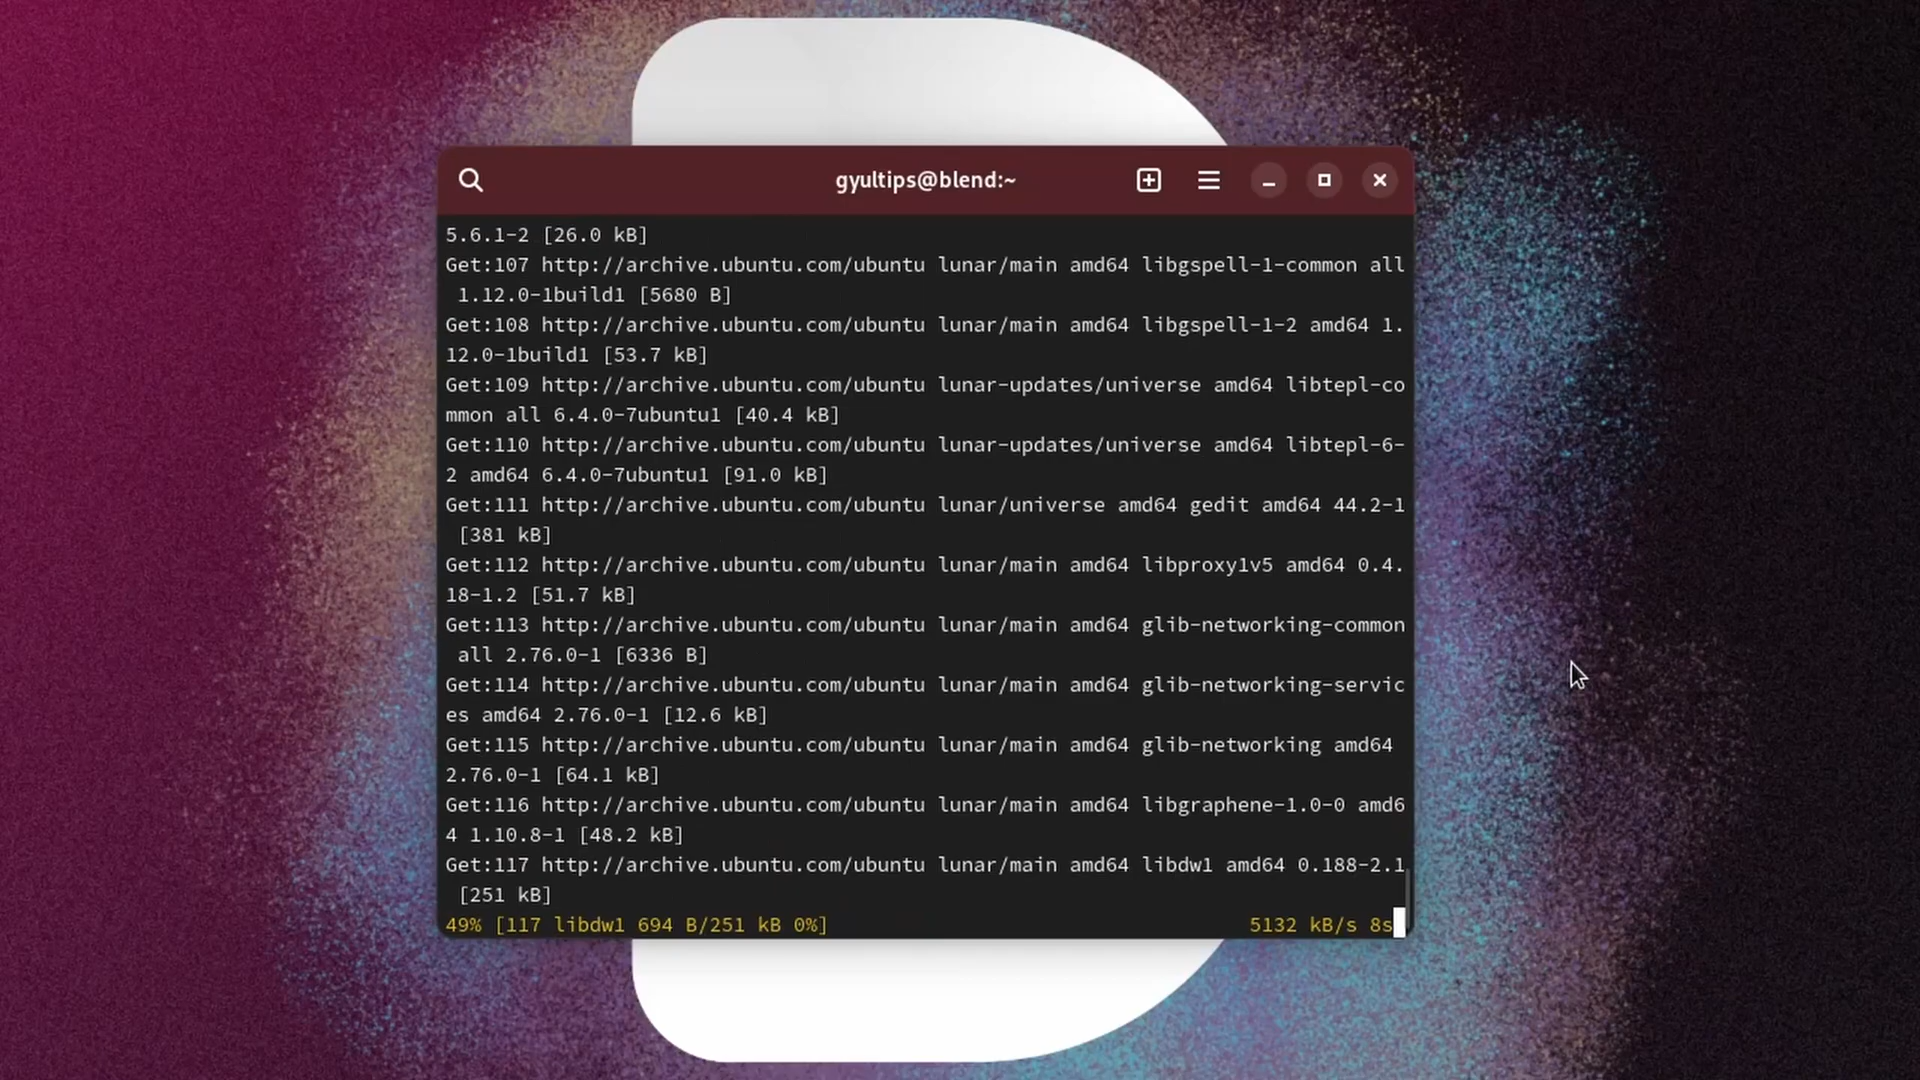 gyultips@blend:~
5.6.1-2 [26.0 kB]
Get:107 http://archive.ubuntu.com/ubuntu lunar/main amd64 libgspell-1-common all
 1.12.0-1build1 [5680 B]
Get:108 http://archive.ubuntu.com/ubuntu lunar/main amd64 libgspell-1-2 amd64 1.
12.0-1build1 [53.7 kB]
Get:109 http://archive.ubuntu.com/ubuntu lunar-updates/universe amd64 libtepl-co
mmon all 6.4.0-7ubuntu1 [40.4 kB]
Get:110 http://archive.ubuntu.com/ubuntu lunar-updates/universe amd64 libtepl-6-
2 amd64 6.4.0-7ubuntu1 [91.0 kB]
Get:111 http://archive.ubuntu.com/ubuntu lunar/universe amd64 gedit amd64 44.2-1
 [381 kB]
Get:112 http://archive.ubuntu.com/ubuntu lunar/main amd64 libproxy1v5 amd64 0.4.
18-1.2 [51.7 kB]
Get:113 http://archive.ubuntu.com/ubuntu lunar/main amd64 glib-networking-common
 all 2.76.0-1 [6336 B]
Get:114 http://archive.ubuntu.com/ubuntu lunar/main amd64 glib-networking-servic
es amd64 2.76.0-1 [12.6 kB]
Get:115 http://archive.ubuntu.com/ubuntu lunar/main amd64 glib-networking amd64
2.76.0-1 [64.1 kB]
Get:116 http://archive.ubuntu.com/ubuntu lunar/main amd64 libgraphene-1.0-0 amd6
4 1.10.8-1 [48.2 kB]
Get:117 http://archive.ubuntu.com/ubuntu lunar/main amd64 libdw1 amd64 0.188-2.1
 [251 kB]
49% [117 libdw1 694 B/251 kB 0%] 5132 kB/s 8s